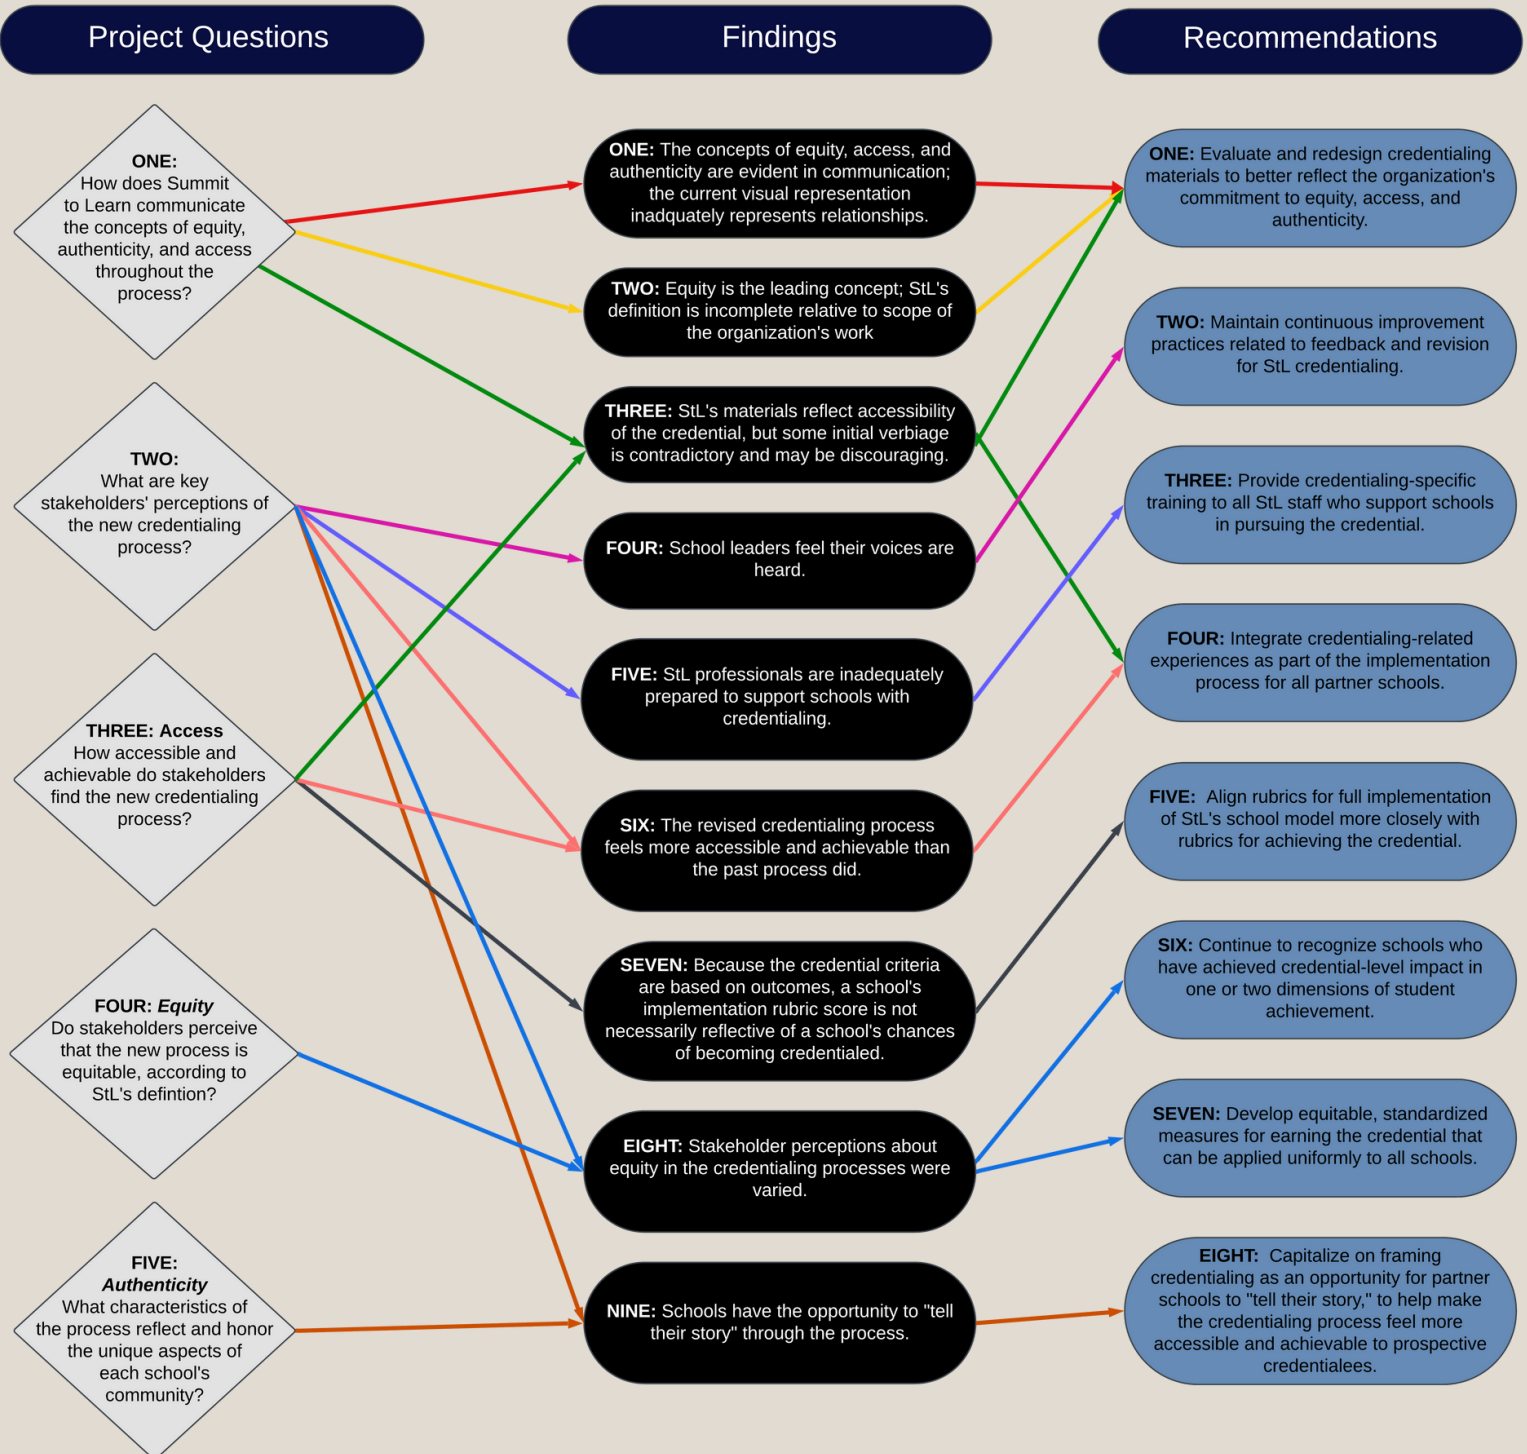 Project Questions
Findings
Recommendations
ONE:
How does Summit
to Learn communicate
the concepts of equity,
authenticity, and access
throughout the
process?
TWO:
What are key
stakeholders' perceptions of
the new credentialing
process?
THREE: Access
How accessible and
achievable do stakeholders
find the new credentialing
process?
FOUR: Equity
Do stakeholders perceive
that the new process is
equitable, according to
StL's defintion?
FIVE:
Authenticity
What characteristics of
the process reflect and honor
the unique aspects of
each school's
community?
ONE: The concepts of equity, access, and
authenticity are evident in communication;
the current visual representation
inadquately represents relationships.
TWO: Equity is the leading concept; StL's
definition is incomplete relative to scope of
the organization's work
THREE: StL's materials reflect accessibility
of the credential, but some initial verbiage
is contradictory and may be discouraging.
FOUR: School leaders feel their voices are
heard.
FIVE: StL professionals are inadequately
prepared to support schools with
credentialing.
SIX: The revised credentialing process
feels more accessible and achievable than
the past process did.
SEVEN: Because the credential criteria
are based on outcomes, a school's
implementation rubric score is not
necessarily reflective of a school's chances
of becoming credentialed.
EIGHT: Stakeholder perceptions about
equity in the credentialing processes were
varied.
NINE: Schools have the opportunity to "tell
their story" through the process.
ONE: Evaluate and redesign credentialing
materials to better reflect the organization's
commitment to equity, access, and
authenticity.
TWO: Maintain continuous improvement
practices related to feedback and revision
for StL credentialing.
THREE: Provide credentialing-specific
training to all StL staff who support schools
in pursuing the credential.
FOUR: Integrate credentialing-related
experiences as part of the implementation
process for all partner schools.
FIVE: Align rubrics for full implementation
of StL's school model more closely with
rubrics for achieving the credential.
SIX: Continue to recognize schools who
have achieved credential-level impact in
one or two dimensions of student
achievement.
SEVEN: Develop equitable, standardized
measures for earning the credential that
can be applied uniformly to all schools.
EIGHT: Capitalize on framing
credentialing as an opportunity for partner
schools to "tell their story," to help make
the credentialing process feel more
accessible and achievable to prospective
credentialees.